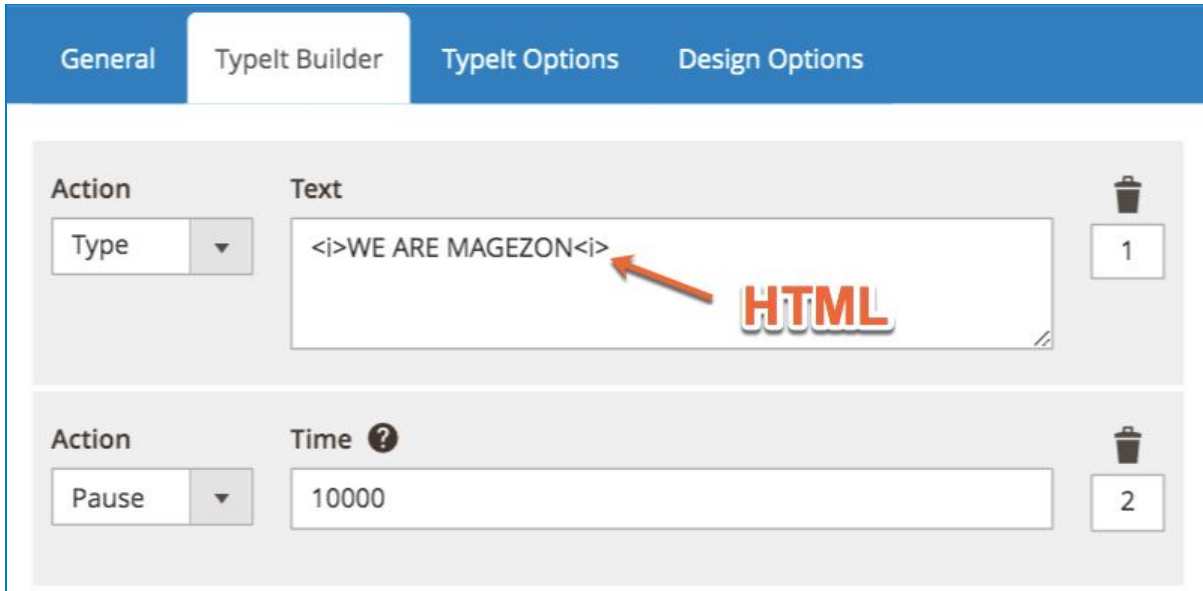 General TypeIt Builder TypeIt Options Design Options
Action Text
Type <i>WE ARE MAGEZON<i> 1
HTML
Action Time ?
Pause 10000 2